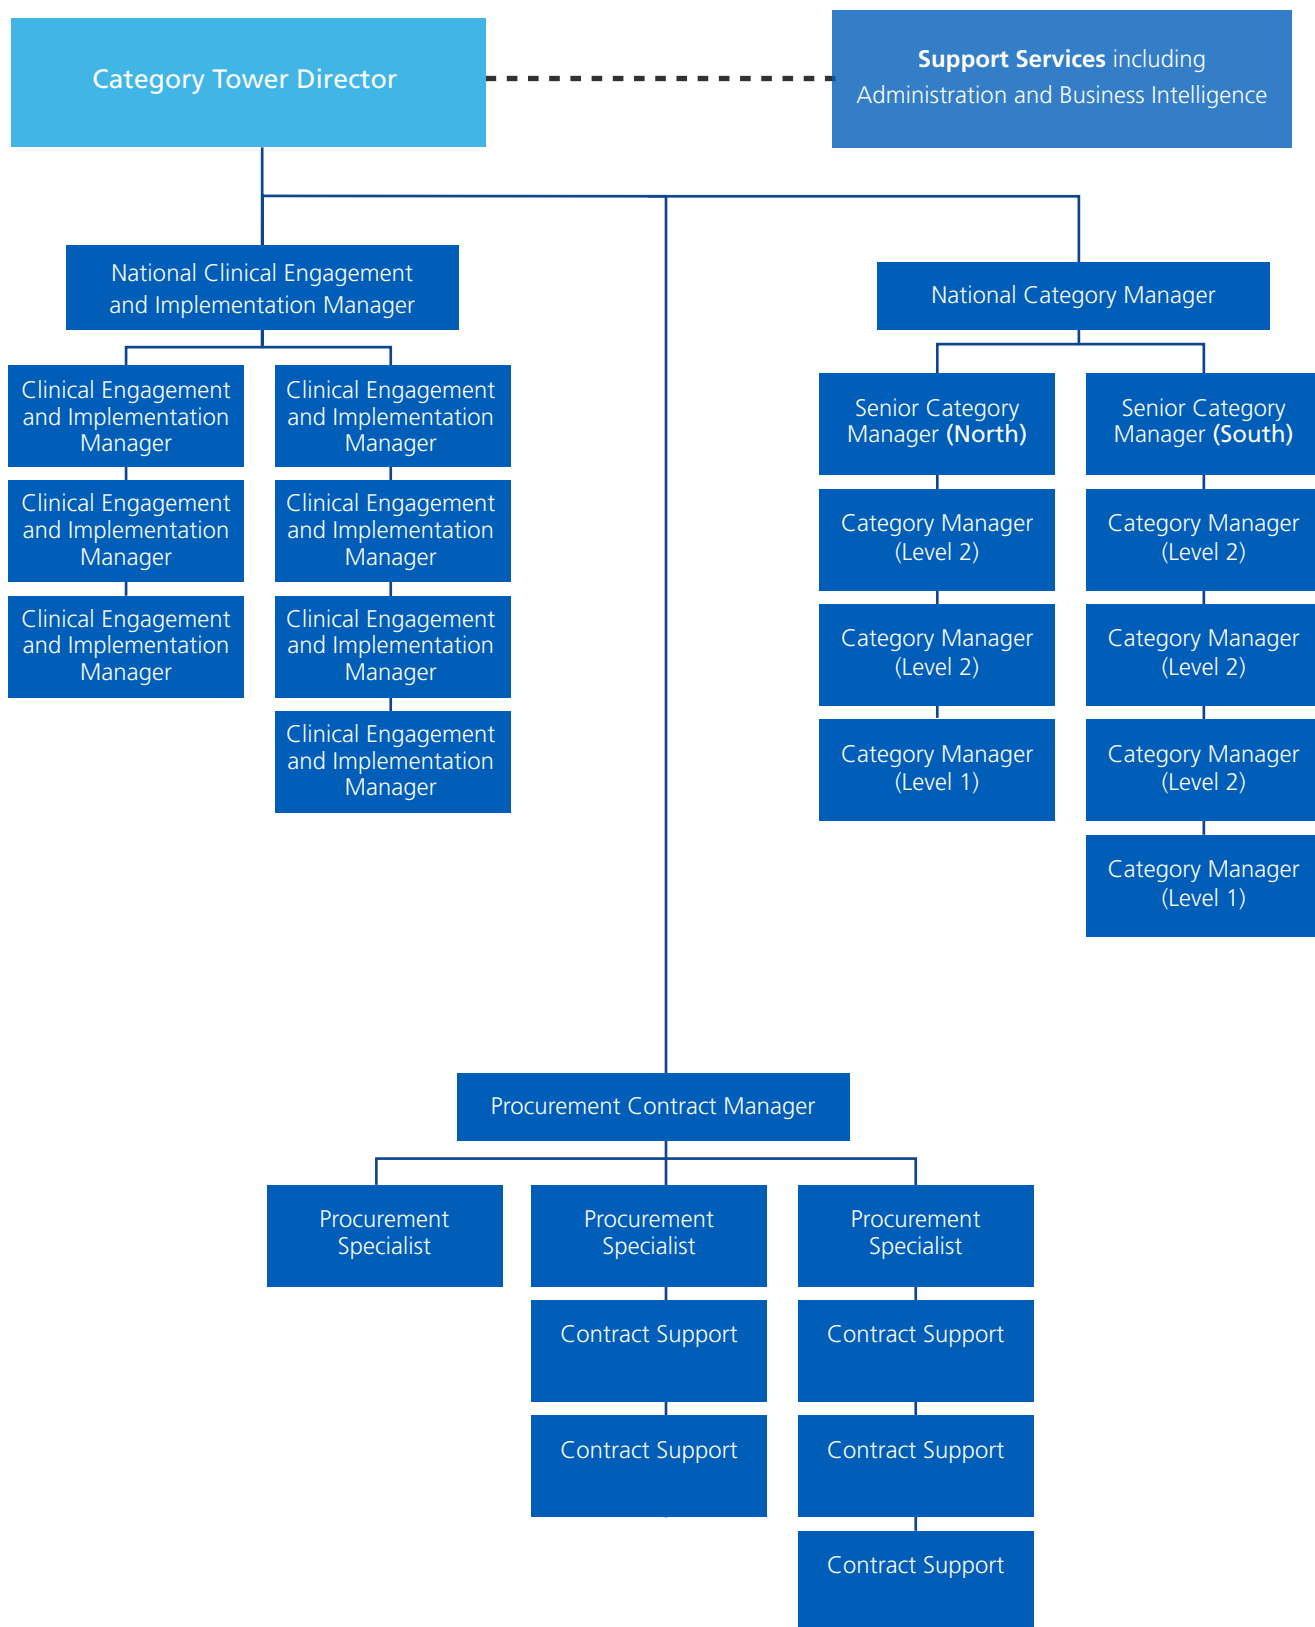 Category Tower Director
Support Services including
Administration and Business Intelligence
National Clinical Engagement
and Implementation Manager
National Category Manager
Clinical Engagement
and Implementation
Manager
Clinical Engagement
and Implementation
Manager
Clinical Engagement
and Implementation
Manager
Clinical Engagement
and Implementation
Manager
Clinical Engagement
and Implementation
Manager
Clinical Engagement
and Implementation
Manager
Clinical Engagement
and Implementation
Manager
Senior Category
Manager (North)
Category Manager
(Level 2)
Category Manager
(Level 2)
Category Manager
(Level 1)
Senior Category
Manager (South)
Category Manager
(Level 2)
Category Manager
(Level 2)
Category Manager
(Level 2)
Category Manager
(Level 1)
Procurement Contract Manager
Procurement
Specialist
Procurement
Specialist
Contract Support
Contract Support
Procurement
Specialist
Contract Support
Contract Support
Contract Support